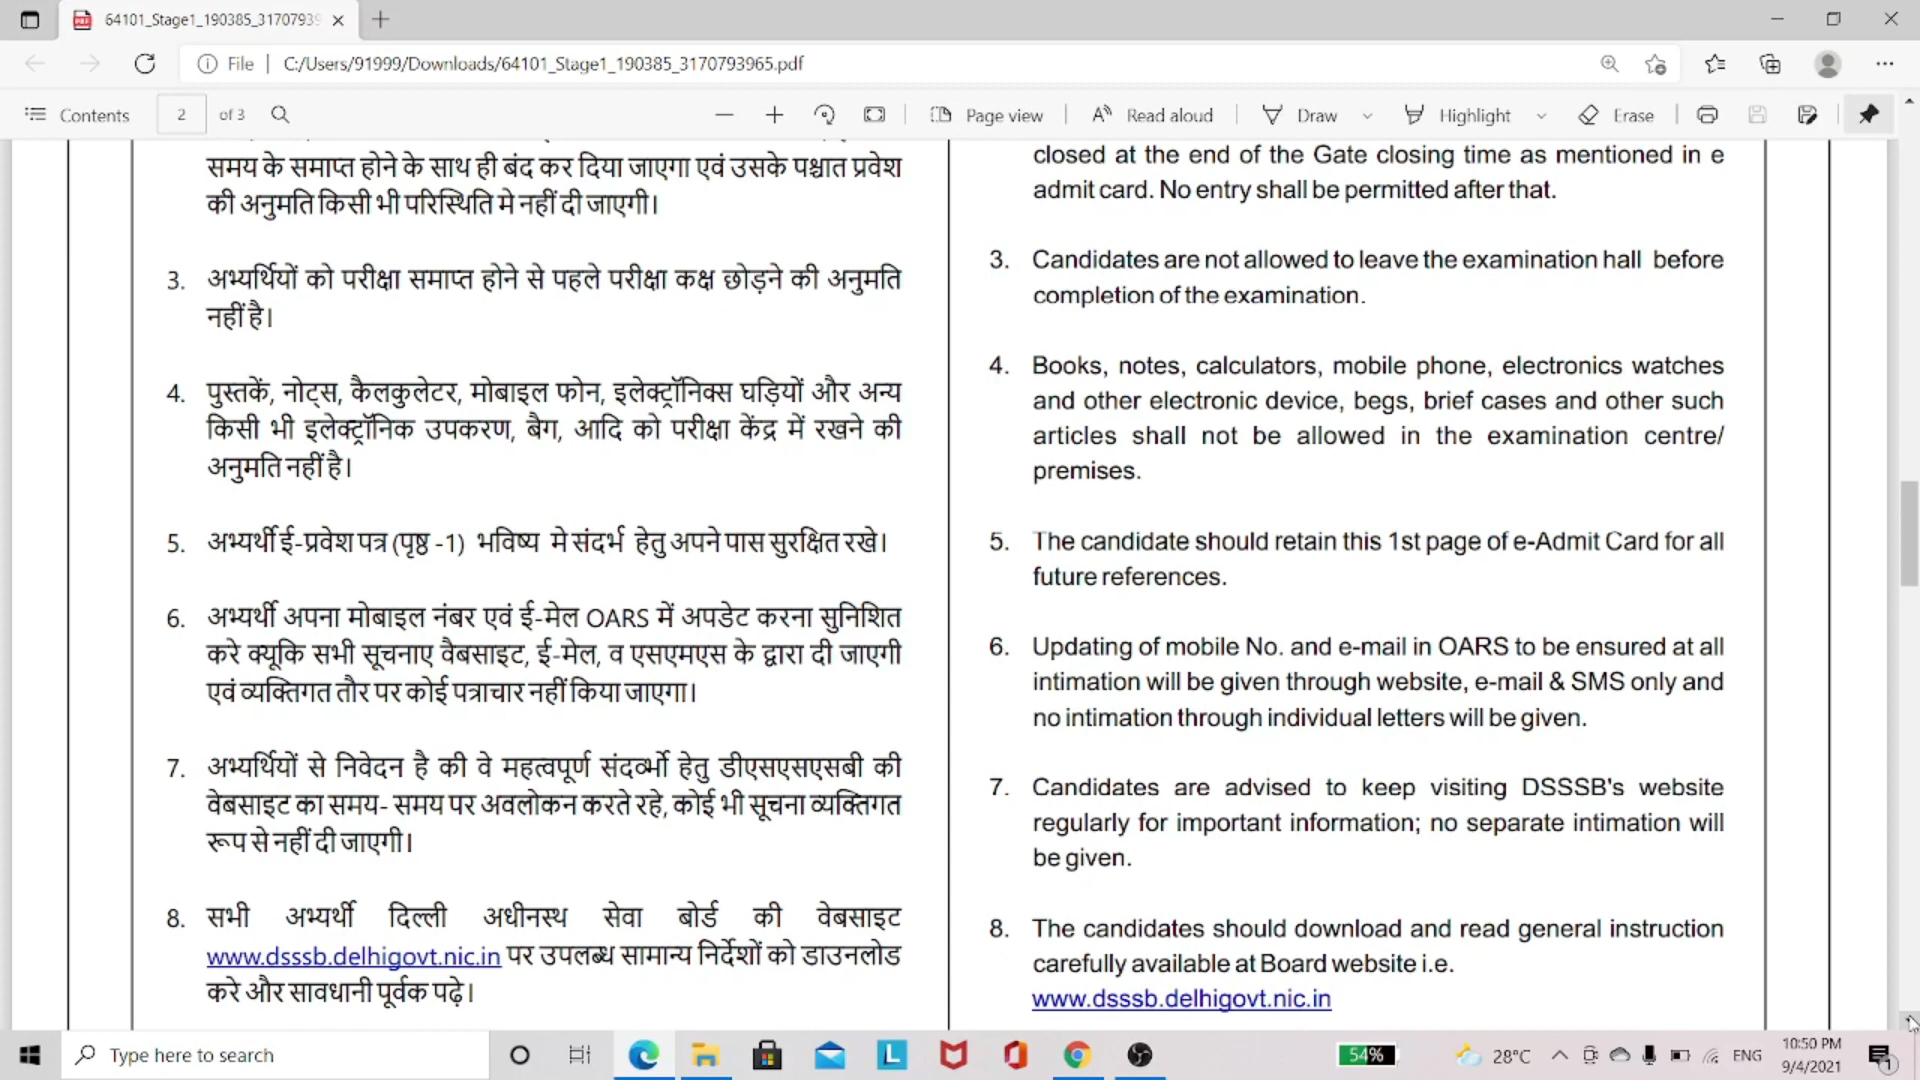 64101_Stage1_190385_31707939
File
C:/Users/91999/Downloads/64101_Stage1_190385_3170793965.pdf
Contents
2
of 3
Page view
Read aloud
Draw
Highlight
Erase
समय के समाप्त होने के साथ ही बंद कर दिया जाएगा एवं उसके पश्चात प्रवेश
की अनुमति किसी भी परिस्थिति मे नहीं दी जाएगी।
3. अभ्यर्थियों को परीक्षा समाप्त होने से पहले परीक्षा कक्ष छोड़ने की अनुमति
नहीं है।
4. पुस्तकें, नोट्स, कैलकुलेटर, मोबाइल फोन, इलेक्ट्रॉनिक्स घड़ियों और अन्य
किसी भी इलेक्ट्रॉनिक उपकरण, बैग, आदि को परीक्षा केंद्र में रखने की
अनुमति नहीं है।
5. अभ्यर्थी ई-प्रवेश पत्र (पृष्ठ -1) भविष्य मे संदर्भ हेतु अपने पास सुरक्षित रखे।
6. अभ्यर्थी अपना मोबाइल नंबर एवं ई-मेल OARS में अपडेट करना सुनिशित
करे क्यूकि सभी सूचनाए वैबसाइट, ई-मेल, व एसएमएस के द्वारा दी जाएगी
एवं व्यक्तिगत तौर पर कोई पत्राचार नहीं किया जाएगा।
7. अभ्यर्थियों से निवेदन है की वे महत्वपूर्ण संदर्भो हेतु डीएसएसएसबी की
वेबसाइट का समय- समय पर अवलोकन करते रहे, कोई भी सूचना व्यक्तिगत
रूप से नहीं दी जाएगी।
8. सभी अभ्यर्थी दिल्ली अधीनस्थ सेवा बोर्ड की वेबसाइट
www.dsssb.delhigovt.nic.in पर उपलब्ध सामान्य निर्देशों को डाउनलोड
करे और सावधानी पूर्वक पढ़े।
closed at the end of the Gate closing time as mentioned in e
admit card. No entry shall be permitted after that.
3. Candidates are not allowed to leave the examination hall before
completion of the examination.
4. Books, notes, calculators, mobile phone, electronics watches
and other electronic device, begs, brief cases and other such
articles shall not be allowed in the examination centre/
premises.
5. The candidate should retain this 1st page of e-Admit Card for all
future references.
6. Updating of mobile No. and e-mail in OARS to be ensured at all
intimation will be given through website, e-mail & SMS only and
no intimation through individual letters will be given.
7. Candidates are advised to keep visiting DSSSB's website
regularly for important information; no separate intimation will
be given.
8. The candidates should download and read general instruction
carefully available at Board website i.e.
www.dsssb.delhigovt.nic.in
Type here to search
54%
28°C
ENG
10:50 PM
9/4/2021
1